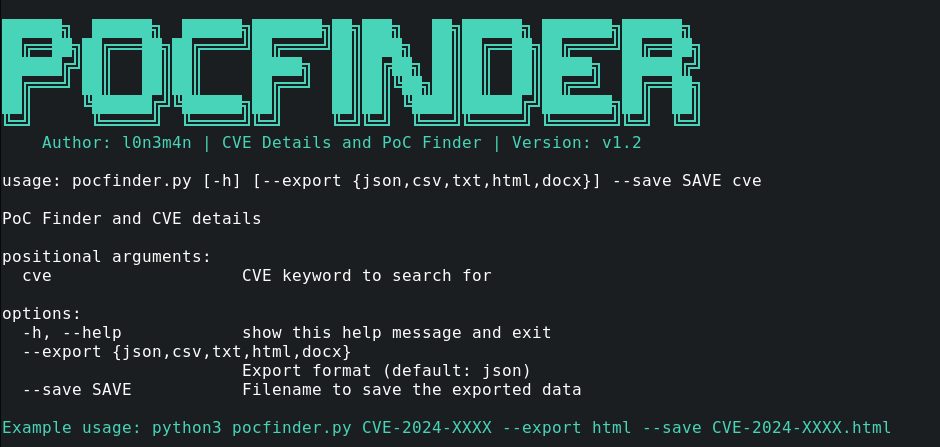 POCFINDER
Author: l0n3m4n | CVE Details and PoC Finder | Version: v1.2
usage: pocfinder.py [-h] [--export {json,csv,txt,html,docx}] --save SAVE cve
PoC Finder and CVE details
positional arguments:
  cve                   CVE keyword to search for
options:
  -h, --help            show this help message and exit
  --export {json,csv,txt,html,docx}
                        Export format (default: json)
  --save SAVE           Filename to save the exported data
Example usage: python3 pocfinder.py CVE-2024-XXXX --export html --save CVE-2024-XXXX.html